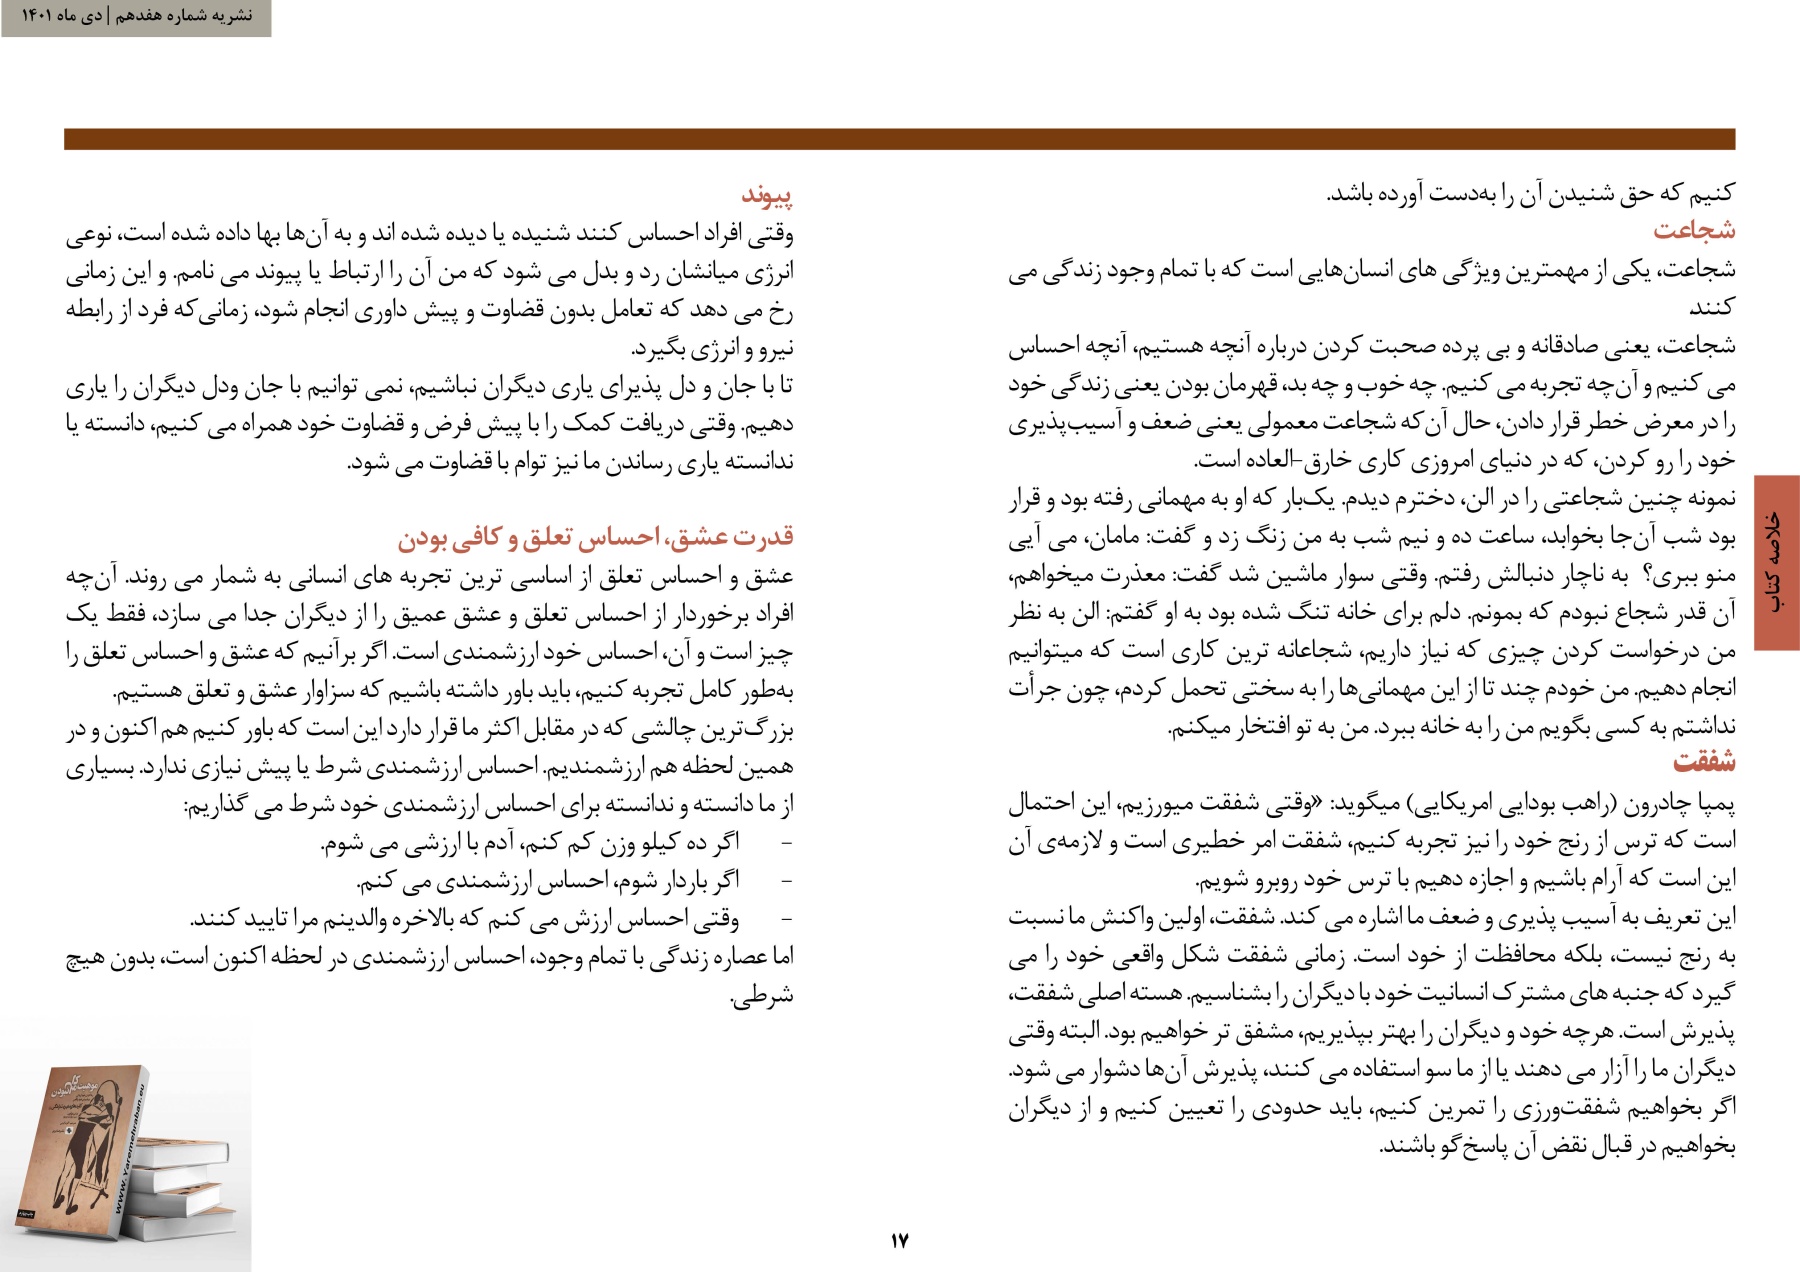 نشریه شماره هفدهم | دی ماه ۱۴۰۱
کنیم که حق شنیدن آن را به‌دست آورده باشد.
شجاعت
شجاعت، یکی از مهمترین ویژگی های انسان‌هایی است که با تمام وجود زندگی می
کنند.
شجاعت، یعنی صادقانه و بی پرده صحبت کردن درباره آنچه هستیم، آنچه احساس
می کنیم و آن‌چه تجربه می کنیم. چه خوب و چه بد، قهرمان بودن یعنی زندگی خود
را در معرض خطر قرار دادن، حال آن‌که شجاعت معمولی یعنی ضعف و آسیب‌پذیری
خود را رو کردن، که در دنیای امروزی کاری خارق-العاده است.
نمونه چنین شجاعتی را در الن، دخترم دیدم. یک‌بار که او به مهمانی رفته بود و قرار
بود شب آن‌جا بخوابد، ساعت ده و نیم شب به من زنگ زد و گفت: مامان، می آیی
منو ببری؟ به ناچار دنبالش رفتم. وقتی سوار ماشین شد گفت: معذرت میخواهم،
آن قدر شجاع نبودم که بمونم. دلم برای خانه تنگ شده بود به او گفتم: الن به نظر
من درخواست کردن چیزی که نیاز داریم، شجاعانه ترین کاری است که میتوانیم
انجام دهیم. من خودم چند تا از این مهمانی‌ها را به سختی تحمل کردم، چون جرأت
نداشتم به کسی بگویم من را به خانه ببرد. من به تو افتخار میکنم.
شفقت
پمپا چادرون (راهب بودایی امریکایی) میگوید: «وقتی شفقت میورزیم، این احتمال
است که ترس از رنج خود را نیز تجربه کنیم، شفقت امر خطیری است و لازمه‌ی آن
این است که آرام باشیم و اجازه دهیم با ترس خود روبرو شویم.
این تعریف به آسیب پذیری و ضعف ما اشاره می کند. شفقت، اولین واکنش ما نسبت
به رنج نیست، بلکه محافظت از خود است. زمانی شفقت شکل واقعی خود را می
گیرد که جنبه های مشترک انسانیت خود با دیگران را بشناسیم. هسته اصلی شفقت،
پذیرش است. هرچه خود و دیگران را بهتر بپذیریم، مشفق تر خواهیم بود. البته وقتی
دیگران ما را آزار می دهند یا از ما سو استفاده می کنند، پذیرش آن‌ها دشوار می شود.
اگر بخواهیم شفقت‌ورزی را تمرین کنیم، باید حدودی را تعیین کنیم و از دیگران
بخواهیم در قبال نقض آن پاسخ‌گو باشند.
پیوند
وقتی افراد احساس کنند شنیده یا دیده شده اند و به آن‌ها بها داده شده است، نوعی
انرژی میانشان رد و بدل می شود که من آن را ارتباط یا پیوند می نامم. و این زمانی
رخ می دهد که تعامل بدون قضاوت و پیش داوری انجام شود، زمانی‌که فرد از رابطه
نیرو و انرژی بگیرد.
تا با جان و دل پذیرای یاری دیگران نباشیم، نمی توانیم با جان ودل دیگران را یاری
دهیم. وقتی دریافت کمک را با پیش فرض و قضاوت خود همراه می کنیم، دانسته یا
ندانسته یاری رساندن ما نیز توام با قضاوت می شود.
قدرت عشق، احساس تعلق و کافی بودن
عشق و احساس تعلق از اساسی ترین تجربه های انسانی به شمار می روند. آن‌چه
افراد برخوردار از احساس تعلق و عشق عمیق را از دیگران جدا می سازد، فقط یک
چیز است و آن، احساس خود ارزشمندی است. اگر برآنیم که عشق و احساس تعلق را
به‌طور کامل تجربه کنیم، باید باور داشته باشیم که سزاوار عشق و تعلق هستیم.
بزرگ‌ترین چالشی که در مقابل اکثر ما قرار دارد این است که باور کنیم هم اکنون و در
همین لحظه هم ارزشمندیم. احساس ارزشمندی شرط یا پیش نیازی ندارد. بسیاری
از ما دانسته و ندانسته برای احساس ارزشمندی خود شرط می گذاریم:
- اگر ده کیلو وزن کم کنم، آدم با ارزشی می شوم.
- اگر باردار شوم، احساس ارزشمندی می کنم.
- وقتی احساس ارزش می کنم که بالاخره والدینم مرا تایید کنند.
اما عصاره زندگی با تمام وجود، احساس ارزشمندی در لحظه اکنون است، بدون هیچ
شرطی.
خلاصه کتاب
www.Yaremehraban.eu
۱۷